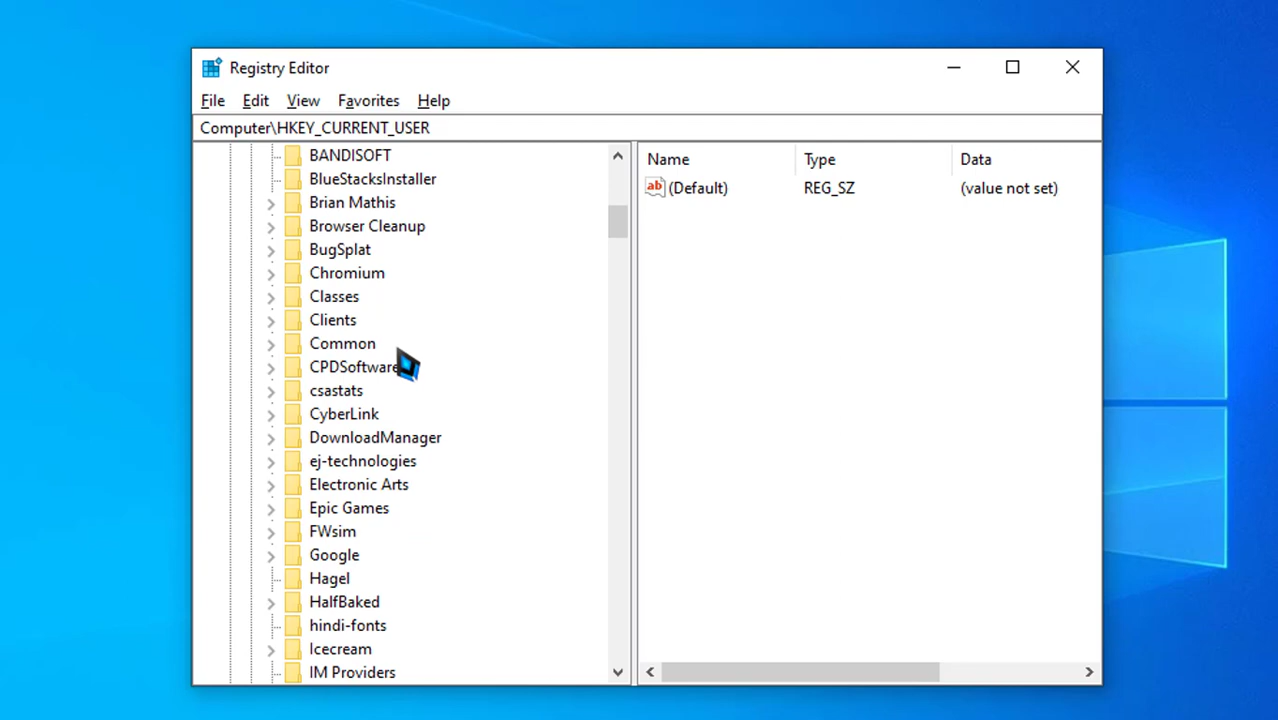 Registry Editor
File Edit View Favorites Help
Computer\HKEY_CURRENT_USER
BANDISOFT
BlueStacksInstaller
Brian Mathis
Browser Cleanup
BugSplat
Chromium
Classes
Clients
Common
CPDSoftware
csastats
CyberLink
DownloadManager
ej-technologies
Electronic Arts
Epic Games
FWsim
Google
Hagel
HalfBaked
hindi-fonts
Icecream
IM Providers
Name Type Data
ab (Default) REG_SZ (value not set)